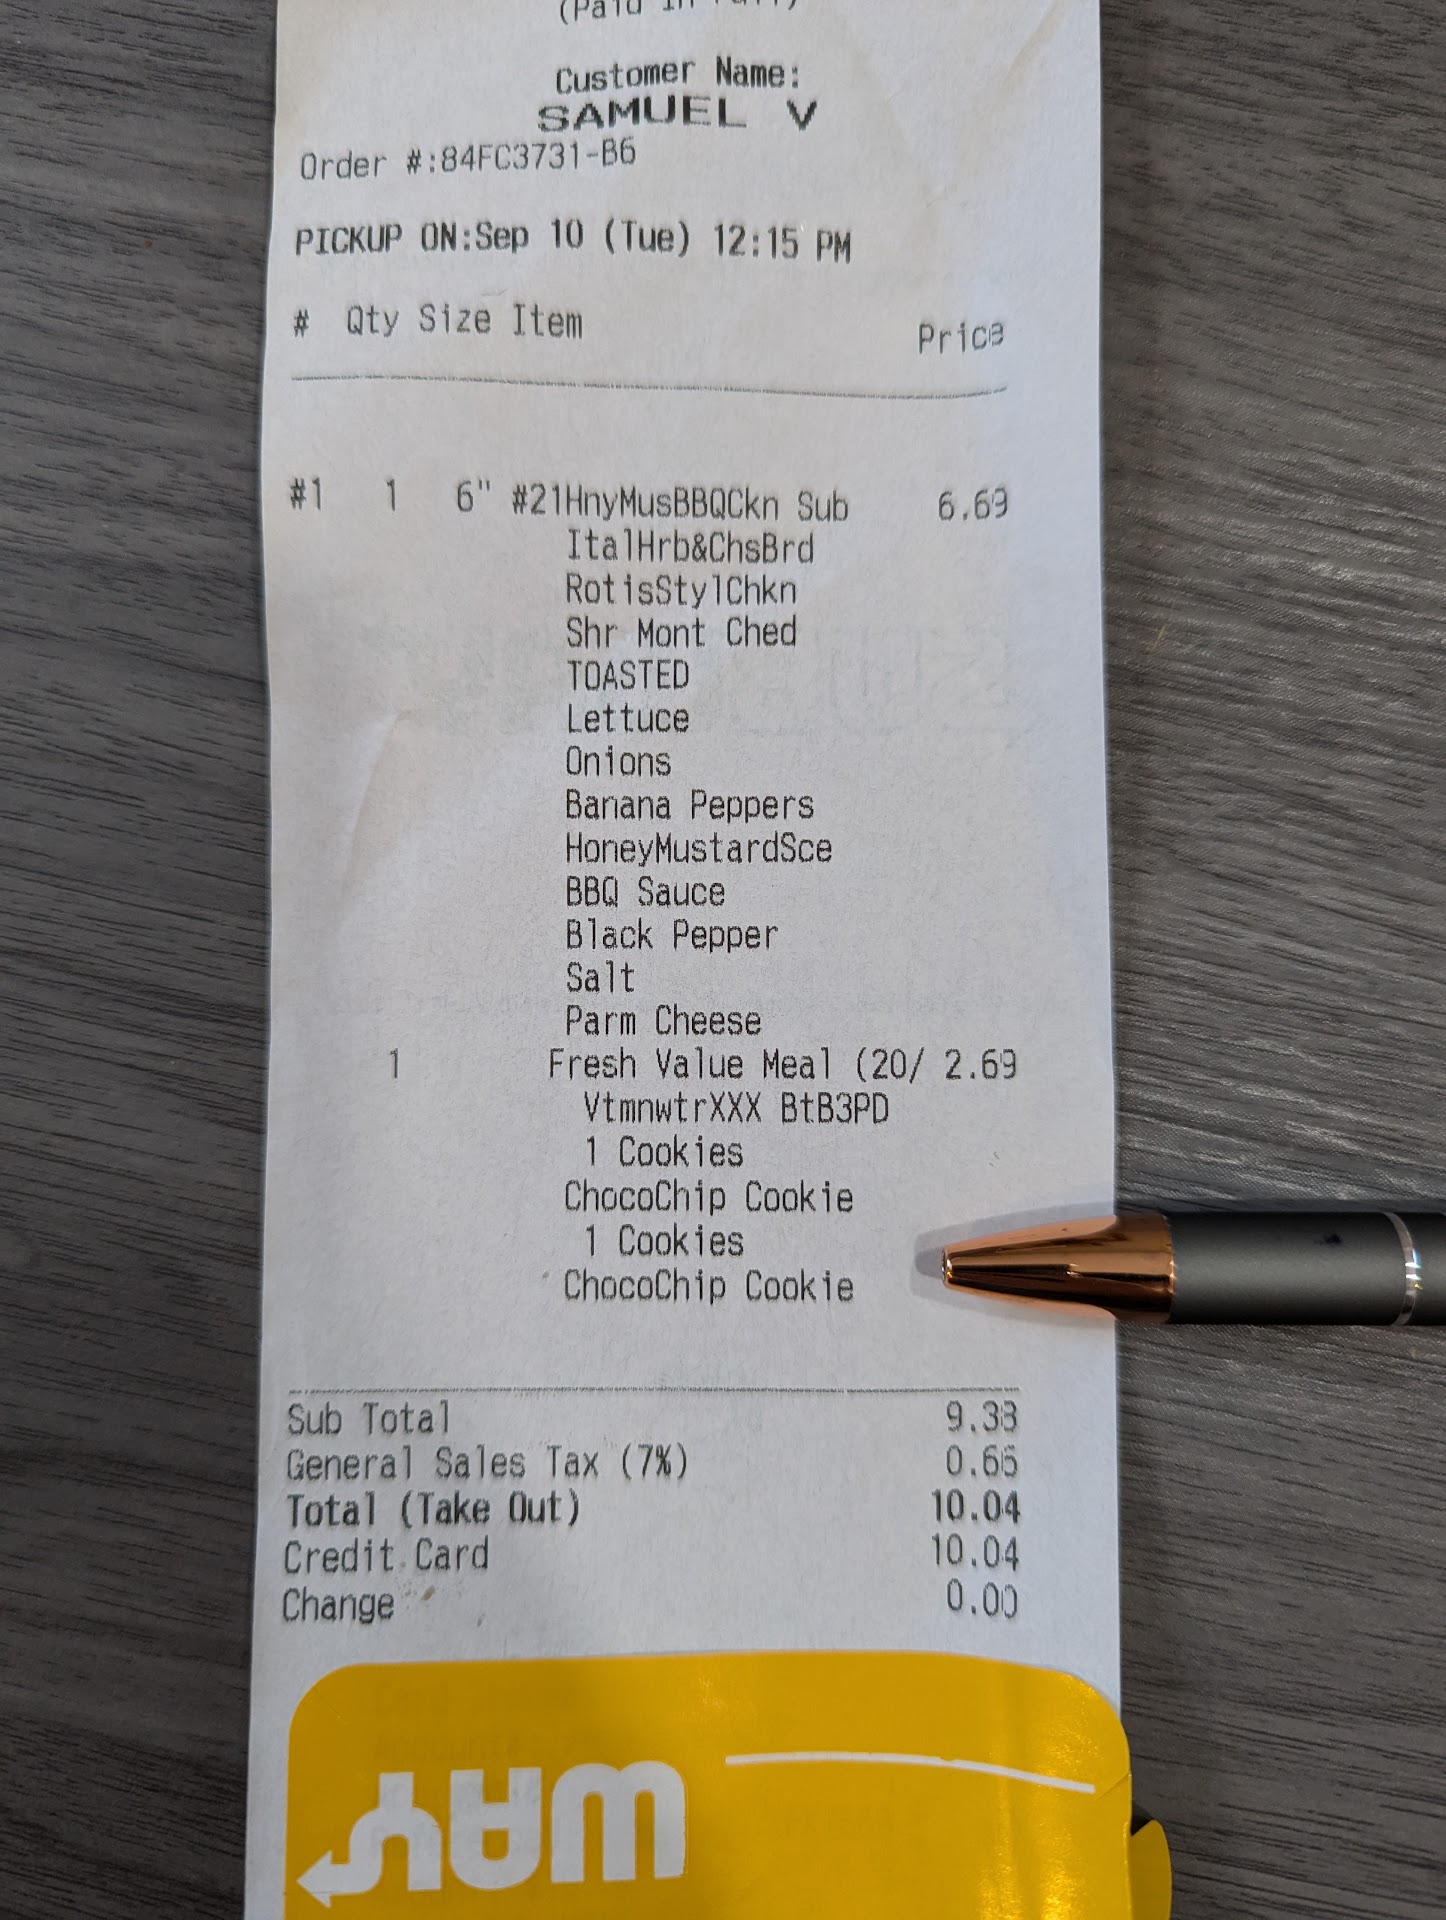 (Paid In Full)
Customer Name:
SAMUEL V
Order #:84FC3731-B6
PICKUP ON:Sep 10 (Tue) 12:15 PM
# Qty Size Item Price
#1 1 6" #21HnyMusBBQCkn Sub 6.69
ItalHrb&ChsBrd
RotisStylChkn
Shr Mont Ched
TOASTED
Lettuce
Onions
Banana Peppers
HoneyMustardSce
BBQ Sauce
Black Pepper
Salt
Parm Cheese
1 Fresh Value Meal (20/ 2.69
VtmnwtrXXX BtB3PD
1 Cookies
ChocoChip Cookie
1 Cookies
ChocoChip Cookie
Sub Total 9.38
General Sales Tax (7%) 0.66
Total (Take Out) 10.04
Credit Card 10.04
Change 0.00
WAY